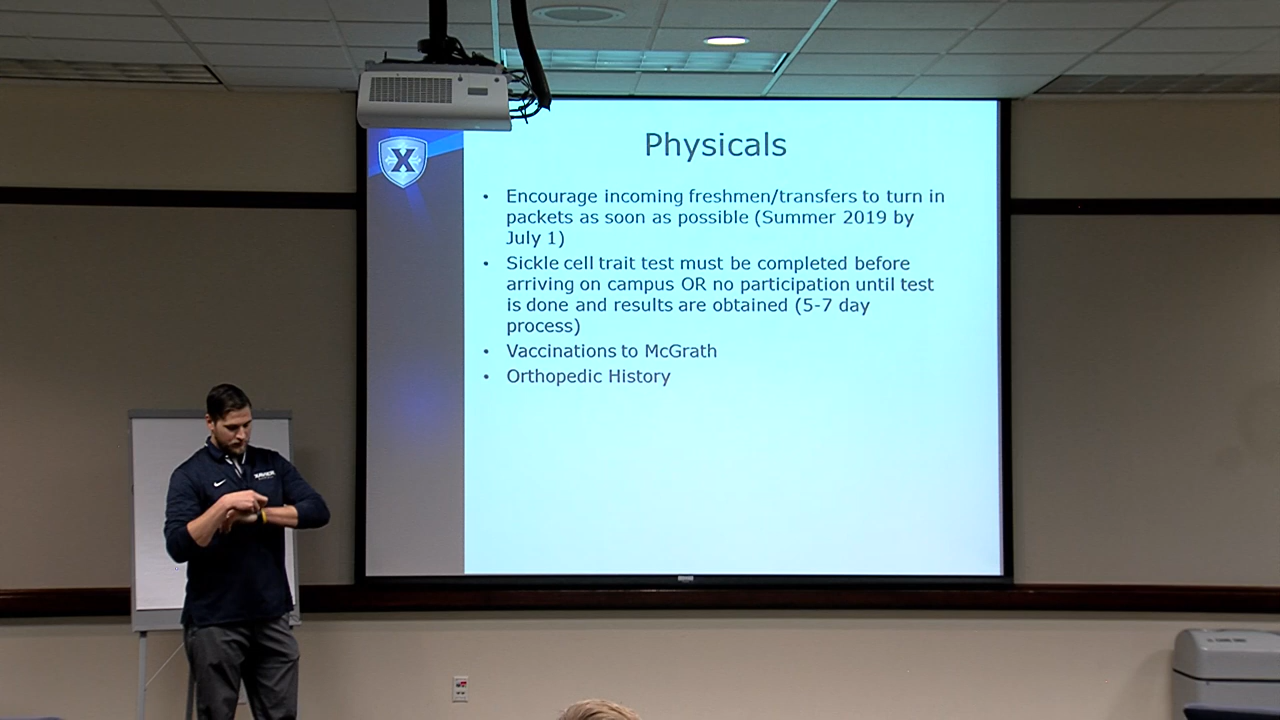 X
Physicals
• Encourage incoming freshmen/transfers to turn in
packets as soon as possible (Summer 2019 by
July 1)
• Sickle cell trait test must be completed before
arriving on campus OR no participation until test
is done and results are obtained (5-7 day
process)
• Vaccinations to McGrath
• Orthopedic History
XAVIER